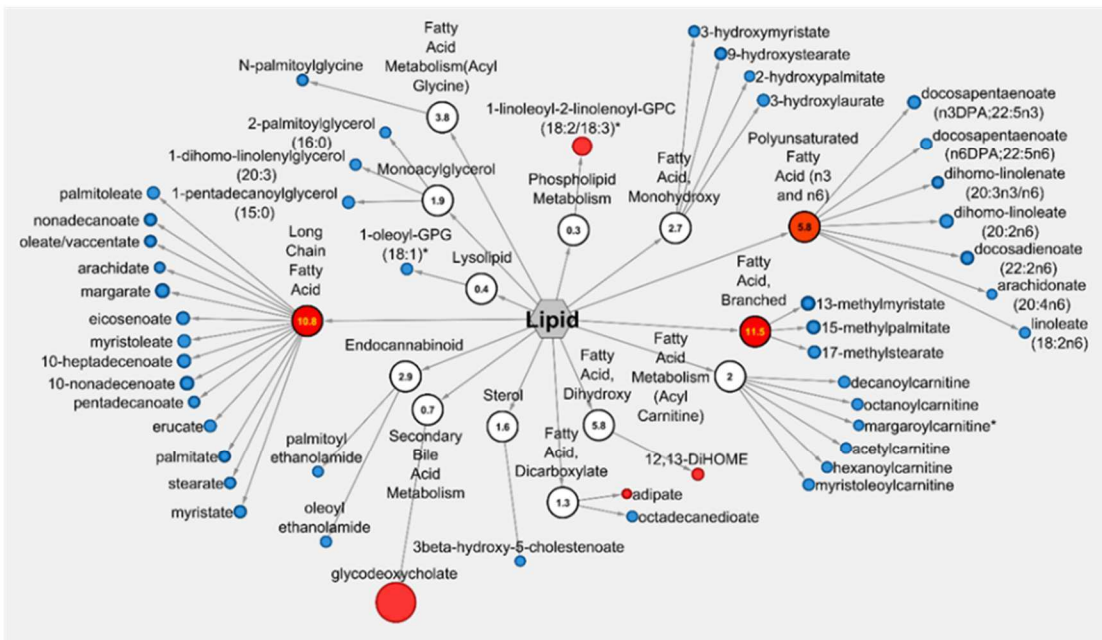 Fatty
Acid
Metabolism(Acyl
Glycine)
3.8
N-palmitoylglycine
2-palmitoylglycerol
(16:0)
1-dihomo-linolenylglycerol
(20:3)
1-pentadecanoylglycerol
(15:0)
Monoacylglycerol
1.9
1-oleoyl-GPG
(18:1)*
Lysolipid
0.4
1-linoleoyl-2-linolenoyl-GPC
(18:2/18:3)*
Phospholipid
Metabolism
0.3
3-hydroxymyristate
9-hydroxystearate
2-hydroxypalmitate
3-hydroxylaurate
Fatty
Acid,
Monohydroxy
2.7
Polyunsaturated
Fatty
Acid (n3
and n6)
5.8
docosapentaenoate
(n3DPA;22:5n3)
docosapentaenoate
(n6DPA;22:5n6)
dihomo-linolenate
(20:3n3/n6)
dihomo-linoleate
(20:2n6)
docosadienoate
(22:2n6)
arachidonate
(20:4n6)
linoleate
(18:2n6)
Long
Chain
Fatty
Acid
10.8
palmitoleate
nonadecanoate
oleate/vaccentate
arachidate
margarate
eicosenoate
myristoleate
10-heptadecenoate
10-nonadecenoate
pentadecanoate
erucate
palmitate
stearate
myristate
Lipid
Fatty
Acid,
Branched
11.5
13-methylmyristate
15-methylpalmitate
17-methylstearate
Endocannabinoid
2.9
palmitoyl
ethanolamide
oleoyl
ethanolamide
0.7
Secondary
Bile
Acid
Metabolism
glycodeoxycholate
Sterol
1.6
3beta-hydroxy-5-cholestenoate
Fatty
Acid,
Dicarboxylate
1.3
adipate
octadecanedioate
Fatty
Acid,
Dihydroxy
5.8
12,13-DiHOME
Fatty
Acid
Metabolism
(Acyl
Carnitine)
2
decanoylcarnitine
octanoylcarnitine
margaroylcarnitine*
acetylcarnitine
hexanoylcarnitine
myristoleoylcarnitine